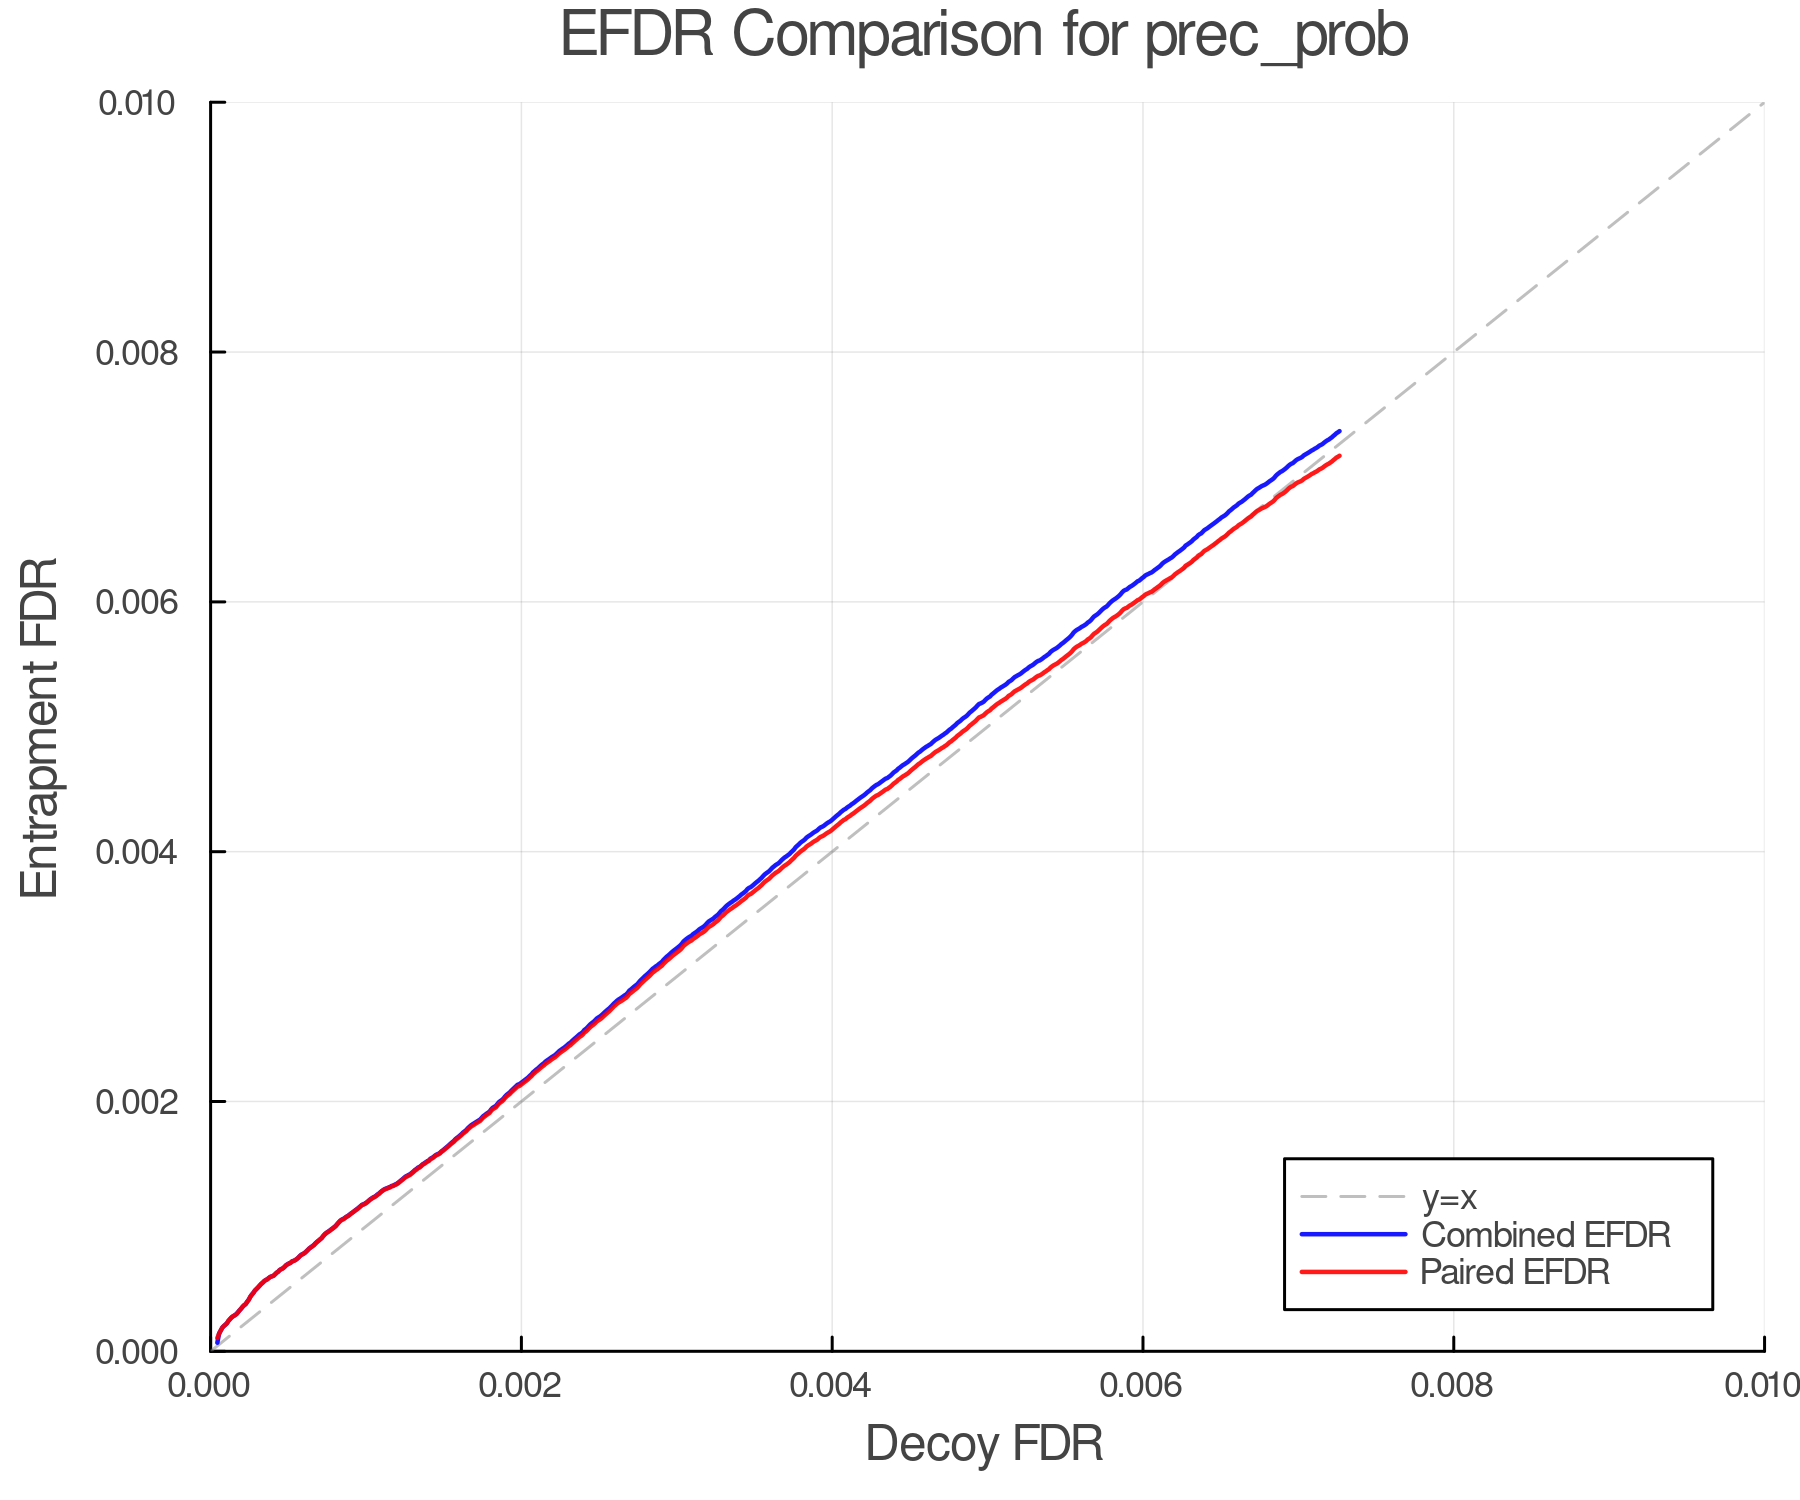 EFDR Comparison for prec_prob
0.010
0.008
0.006
0.004
0.002
0.000
Entrapment FDR
0.000 0.002 0.004 0.006 0.008 0.010
Decoy FDR
y=x
Combined EFDR
Paired EFDR